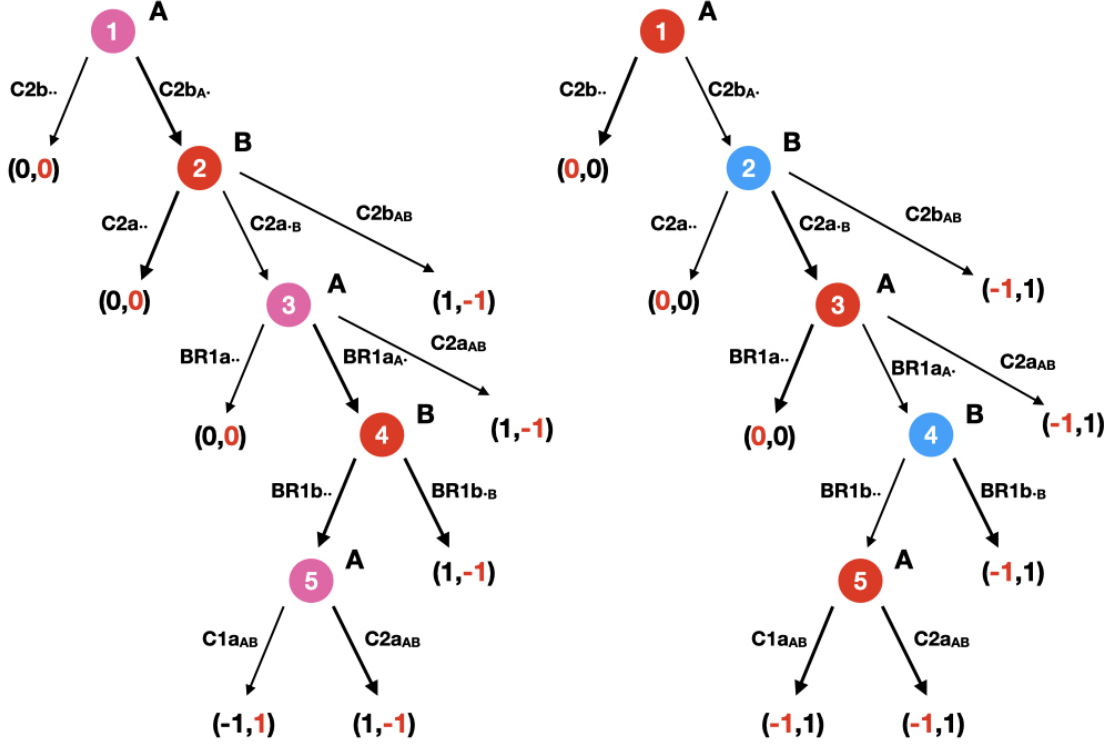 1 A
C2b.. C2bA.
(0,0) 2 B
C2a.. C2a.B C2bAB
(0,0) 3 A (1,-1)
BR1a.. BR1aA. C2aAB
(0,0) 4 B (1,-1)
BR1b.. BR1b.B
5 A (1,-1)
C1aAB C2aAB
(-1,1) (1,-1)
1 A
C2b.. C2bA.
(0,0) 2 B
C2a.. C2a.B C2bAB
(0,0) 3 A (-1,1)
BR1a.. BR1aA. C2aAB
(0,0) 4 B (-1,1)
BR1b.. BR1b.B
5 A (-1,1)
C1aAB C2aAB
(-1,1) (-1,1)